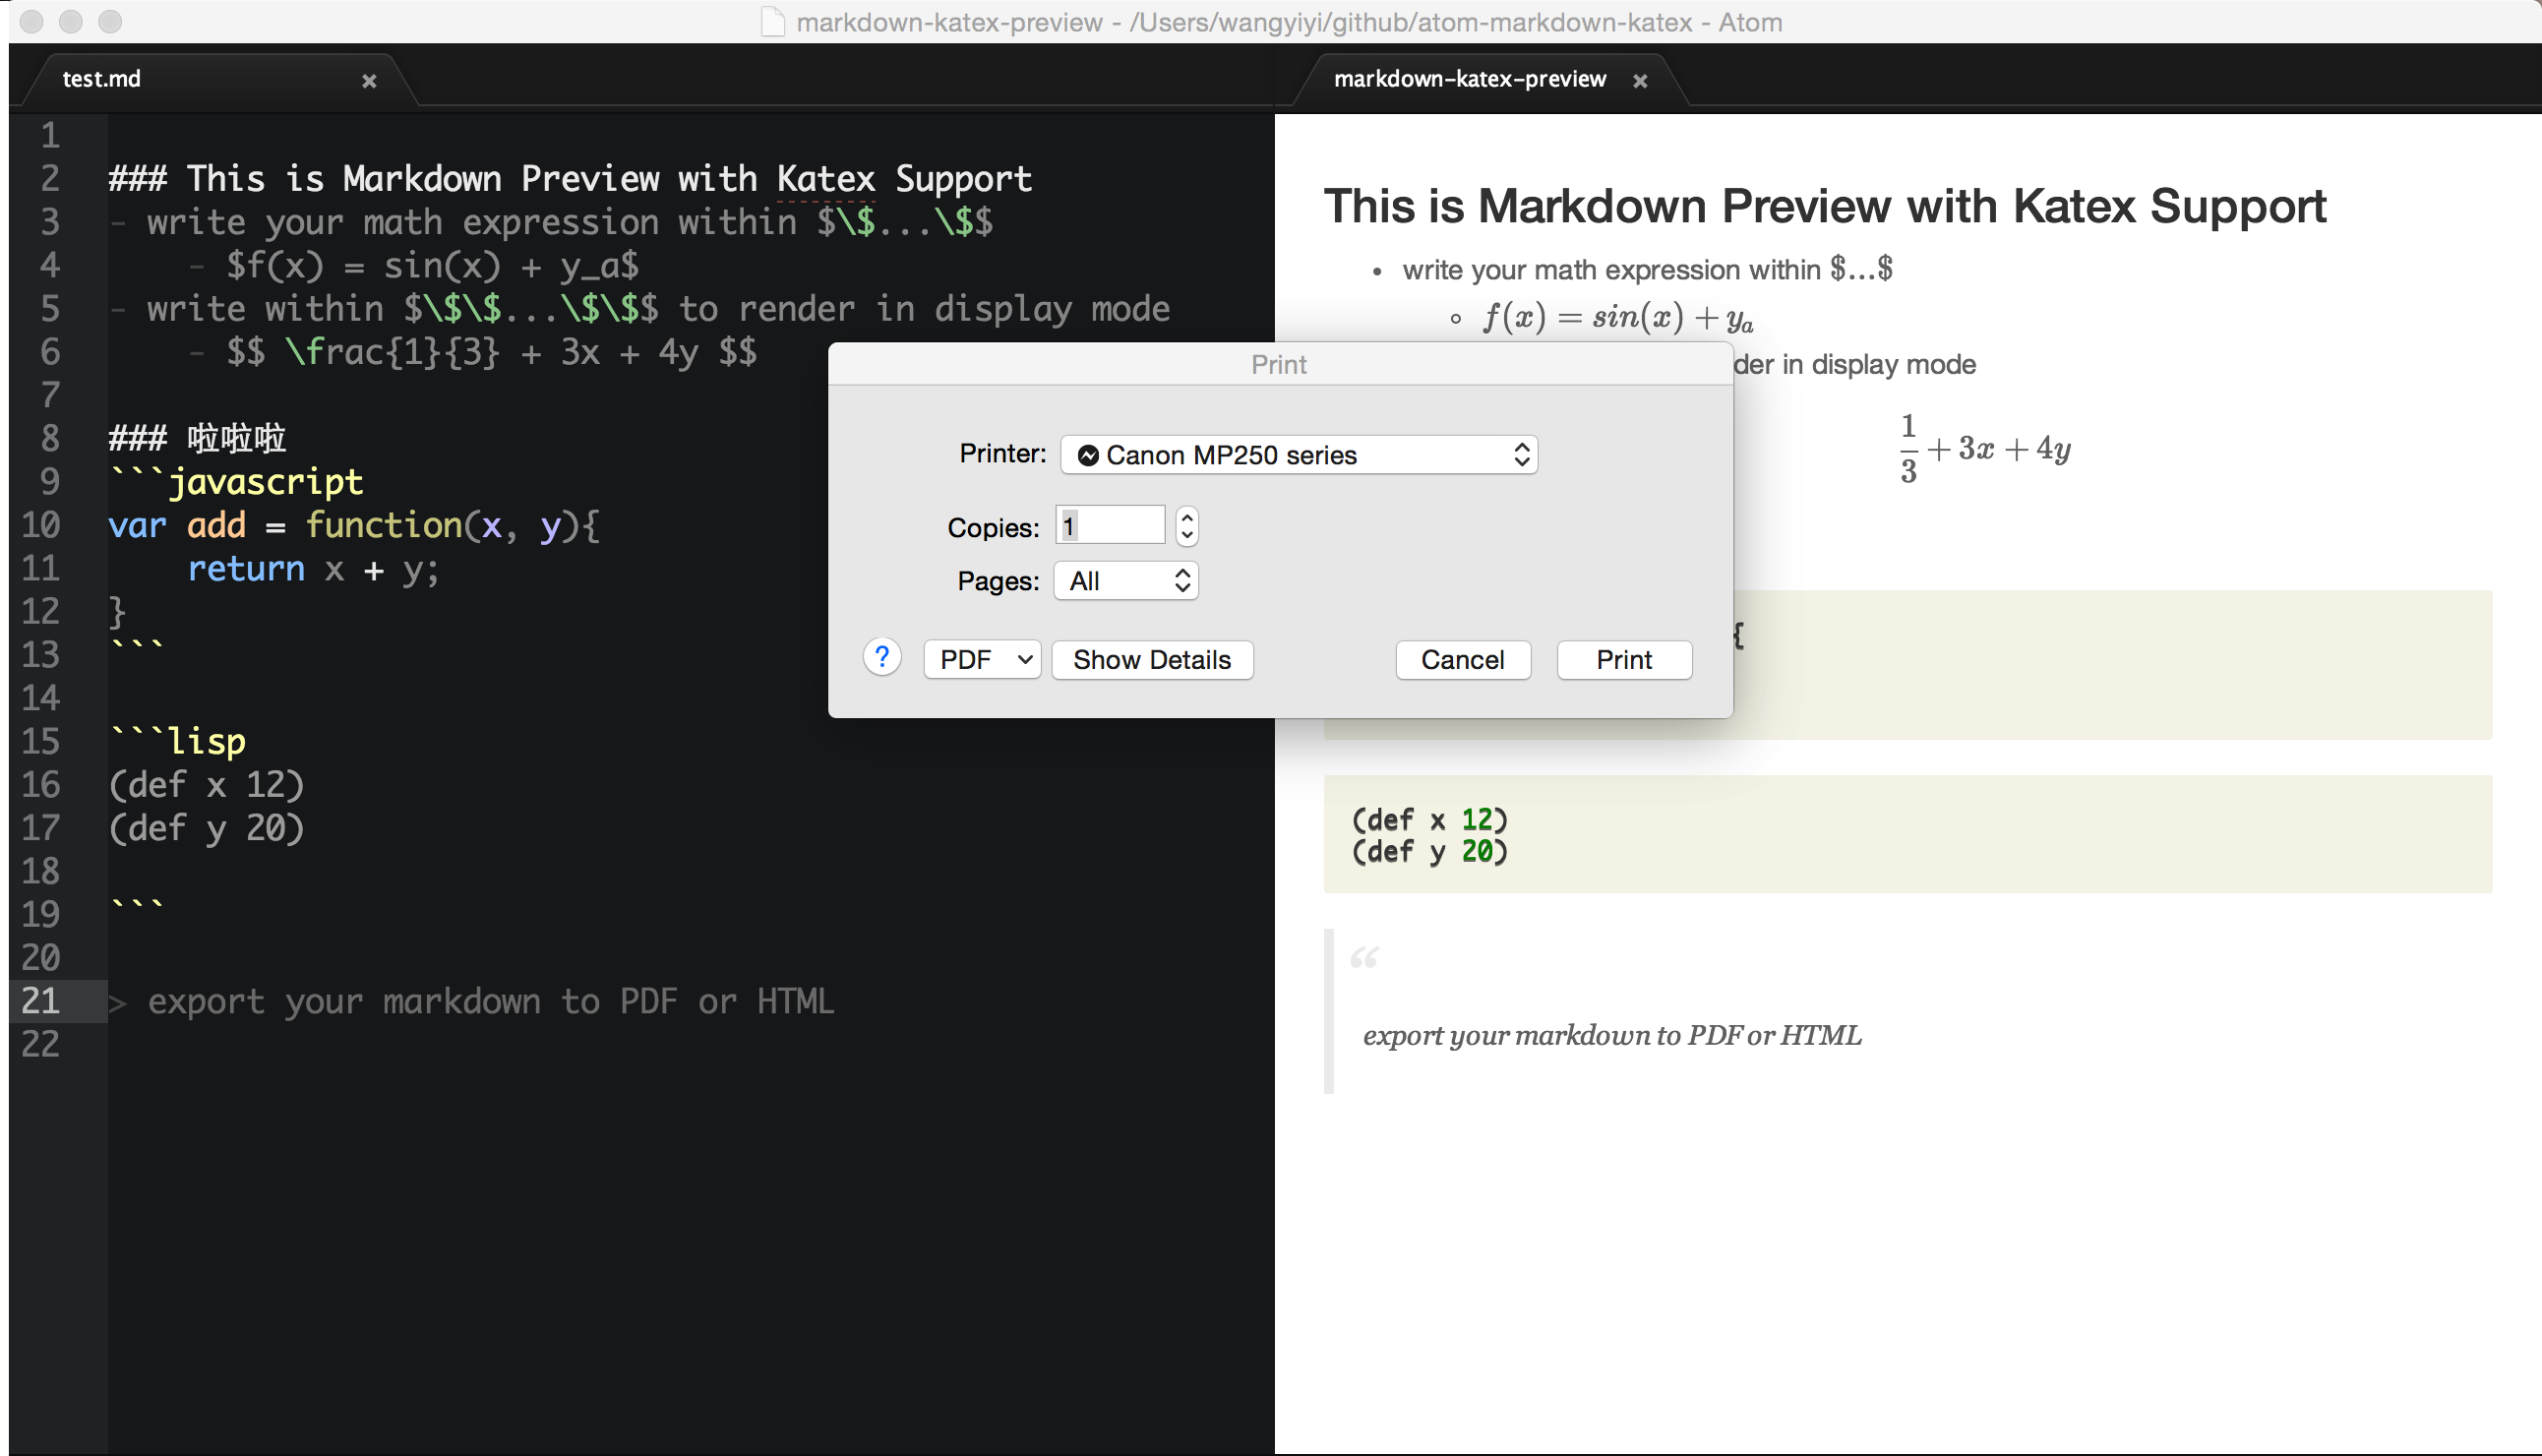 markdown-katex-preview - /Users/wangyiyi/github/atom-markdown-katex - Atom
test.md
markdown-katex-preview
1
2 ### This is Markdown Preview with Katex Support
3 - write your math expression within $\$...\$$
4 - $f(x) = sin(x) + y_a$
5 - write within $\$\$...\$\$$ to render in display mode
6 - $$ \frac{1}{3} + 3x + 4y $$
7
8 ### 啦啦啦
9 ```javascript
10 var add = function(x, y){
11 return x + y;
12 }
13 ```
14
15 ```lisp
16 (def x 12)
17 (def y 20)
18
19 ```
20
21 > export your markdown to PDF or HTML
22
Print
Printer: Canon MP250 series
Copies: 1
Pages: All
? PDF Show Details Cancel Print
This is Markdown Preview with Katex Support
• write your math expression within $...$
f(x) = sin(x) + yₐ
der in display mode
1/3 + 3x + 4y
{
(def x 12)
(def y 20)
“
export your markdown to PDF or HTML